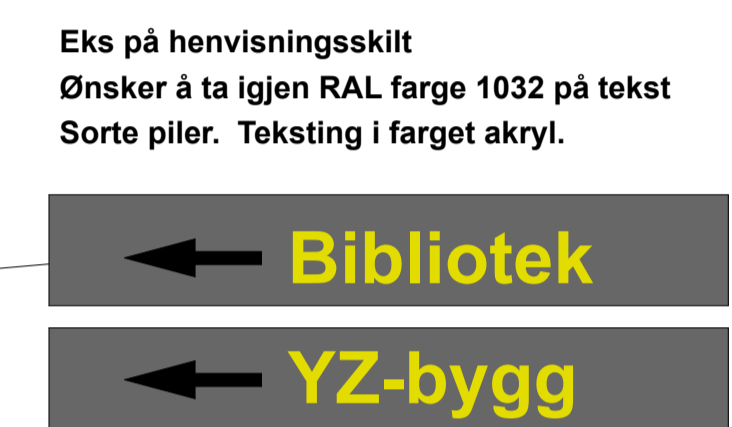 Eks på henvisningsskilt
Ønsker å ta igjen RAL farge 1032 på tekst
Sorte piler.  Teksting i farget akryl.
Bibliotek
YZ-bygg